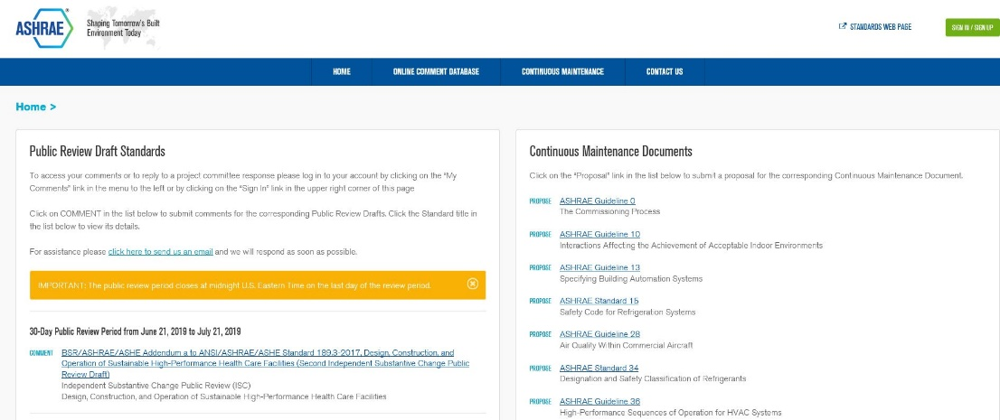 ASHRAE
Shaping Tomorrow's Built
Environment Today
STANDARDS WEB PAGE
SIGN IN / SIGN UP
HOME
ONLINE COMMENT DATABASE
CONTINUOUS MAINTENANCE
CONTACT US
Home >
Public Review Draft Standards
To access your comments or to reply to a project committee response please log in to your account by clicking on the "My
Comments" link in the menu to the left or by clicking on the "Sign In" link in the upper right corner of this page
Click on COMMENT in the list below to submit comments for the corresponding Public Review Drafts. Click the Standard title in
the list below to view its details.
For assistance please click here to send us an email and we will respond as soon as possible.
IMPORTANT: The public review period closes at midnight U.S. Eastern Time on the last day of the review period.
30-Day Public Review Period from June 21, 2019 to July 21, 2019
COMMENT BSR/ASHRAE/ASHE Addendum a to ANSI/ASHRAE/ASHE Standard 189.3-2017, Design, Construction, and
Operation of Sustainable High-Performance Health Care Facilities (Second Independent Substantive Change Public
Review Draft)
Independent Substantive Change Public Review (ISC)
Design, Construction, and Operation of Sustainable High-Performance Health Care Facilities
Continuous Maintenance Documents
Click on the "Proposal" link in the list below to submit a proposal for the corresponding Continuous Maintenance Document.
PROPOSE ASHRAE Guideline 0
The Commissioning Process
PROPOSE ASHRAE Guideline 10
Interactions Affecting the Achievement of Acceptable Indoor Environments
PROPOSE ASHRAE Guideline 13
Specifying Building Automation Systems
PROPOSE ASHRAE Standard 15
Safety Code for Refrigeration Systems
PROPOSE ASHRAE Guideline 28
Air Quality Within Commercial Aircraft
PROPOSE ASHRAE Standard 34
Designation and Safety Classification of Refrigerants
PROPOSE ASHRAE Guideline 36
High-Performance Sequences of Operation for HVAC Systems